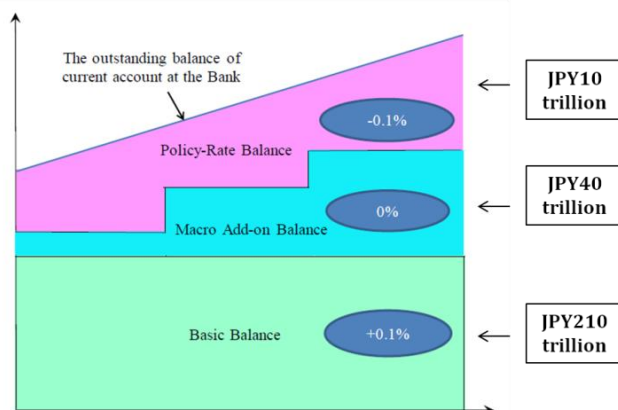 The outstanding balance of
current account at the Bank
JPY10
trillion
-0.1%
Policy-Rate Balance
JPY40
trillion
0%
Macro Add-on Balance
JPY210
trillion
Basic Balance
+0.1%